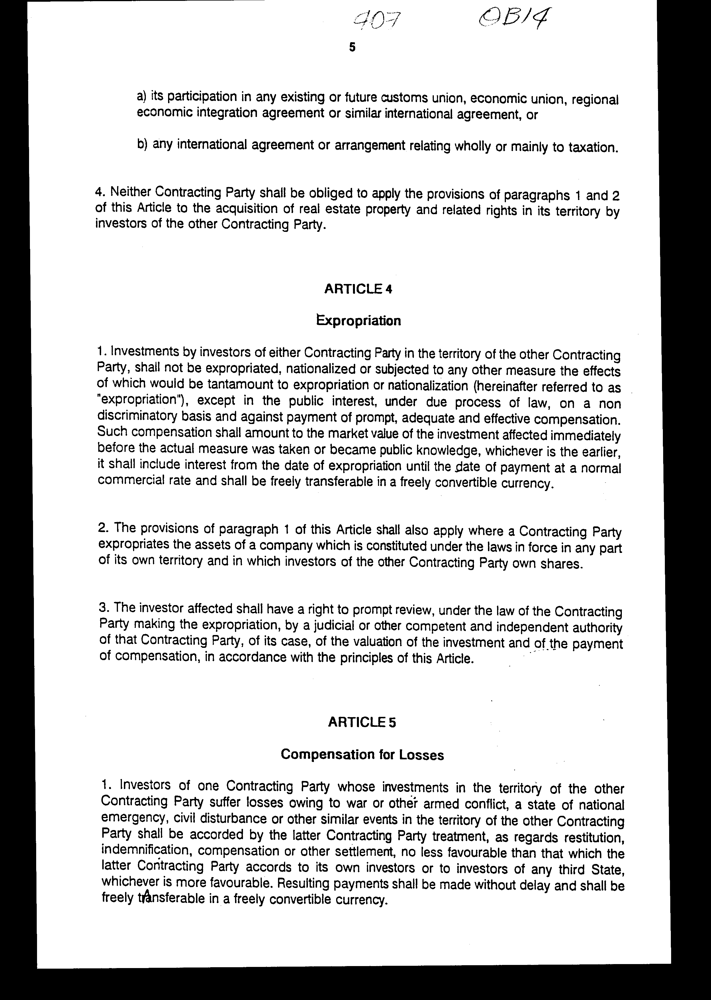 907 OB14
5
a) its participation in any existing or future customs union, economic union, regional
economic integration agreement or similar international agreement, or
b) any international agreement or arrangement relating wholly or mainly to taxation.
4. Neither Contracting Party shall be obliged to apply the provisions of paragraphs 1 and 2
of this Article to the acquisition of real estate property and related rights in its territory by
investors of the other Contracting Party.
ARTICLE 4
Expropriation
1. Investments by investors of either Contracting Party in the territory of the other Contracting
Party, shall not be expropriated, nationalized or subjected to any other measure the effects
of which would be tantamount to expropriation or nationalization (hereinafter referred to as
"expropriation"), except in the public interest, under due process of law, on a non
discriminatory basis and against payment of prompt, adequate and effective compensation.
Such compensation shall amount to the market value of the investment affected immediately
before the actual measure was taken or became public knowledge, whichever is the earlier,
it shall include interest from the date of expropriation until the date of payment at a normal
commercial rate and shall be freely transferable in a freely convertible currency.
2. The provisions of paragraph 1 of this Article shall also apply where a Contracting Party
expropriates the assets of a company which is constituted under the laws in force in any part
of its own territory and in which investors of the other Contracting Party own shares.
3. The investor affected shall have a right to prompt review, under the law of the Contracting
Party making the expropriation, by a judicial or other competent and independent authority
of that Contracting Party, of its case, of the valuation of the investment and of the payment
of compensation, in accordance with the principles of this Article.
ARTICLE 5
Compensation for Losses
1. Investors of one Contracting Party whose investments in the territory of the other
Contracting Party suffer losses owing to war or other armed conflict, a state of national
emergency, civil disturbance or other similar events in the territory of the other Contracting
Party shall be accorded by the latter Contracting Party treatment, as regards restitution,
indemnification, compensation or other settlement, no less favourable than that which the
latter Contracting Party accords to its own investors or to investors of any third State,
whichever is more favourable. Resulting payments shall be made without delay and shall be
freely transferable in a freely convertible currency.